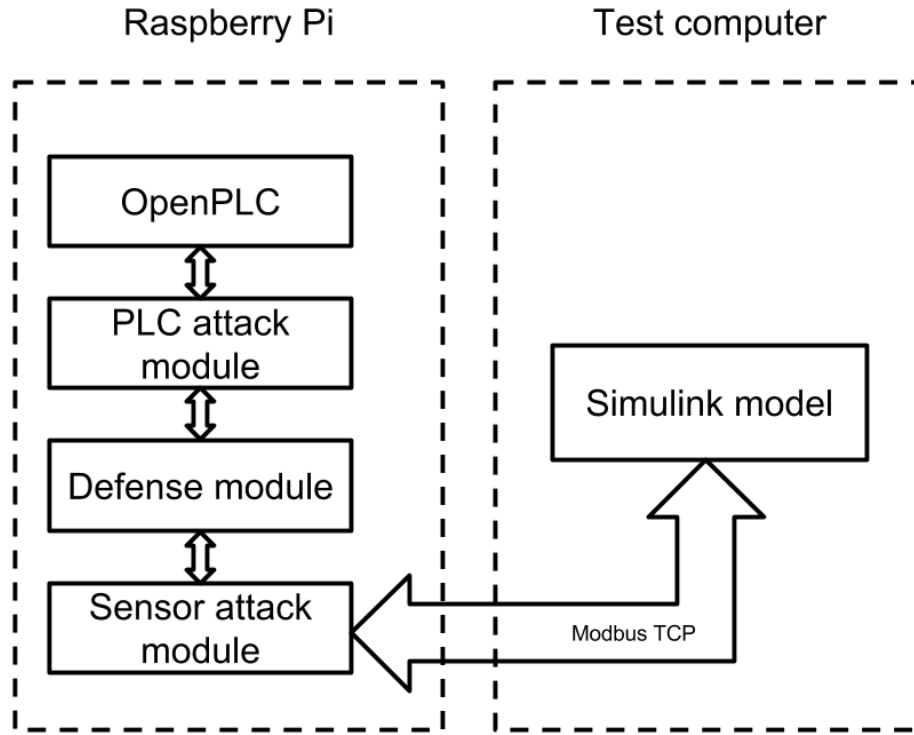 Raspberry Pi
Test computer
OpenPLC
PLC attack
module
Defense module
Sensor attack
module
Simulink model
Modbus TCP